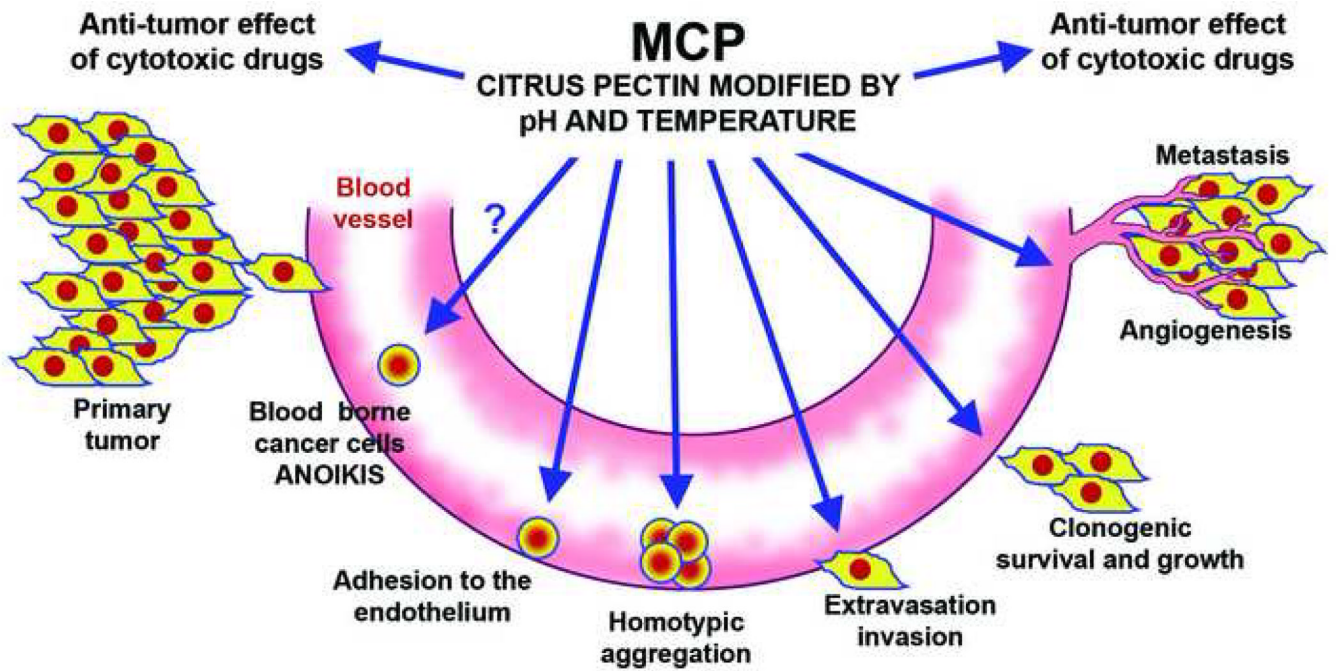 Anti-tumor effect
of cytotoxic drugs
MCP
CITRUS PECTIN MODIFIED BY
pH AND TEMPERATURE
Anti-tumor effect
of cytotoxic drugs
Blood
vessel
?
Metastasis
Angiogenesis
Primary
tumor
Blood borne
cancer cells
ANOIKIS
Adhesion to the
endothelium
Homotypic
aggregation
Extravasation
invasion
Clonogenic
survival and growth